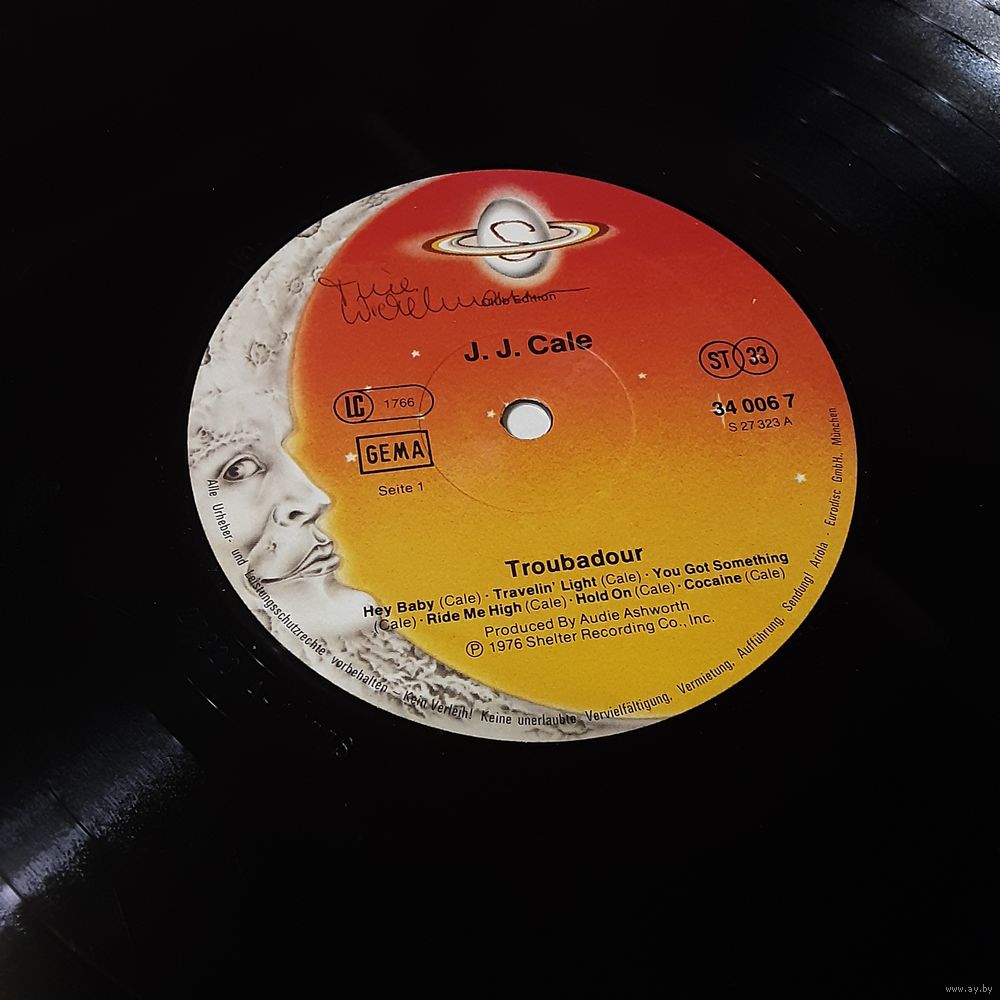 S
Club Edition
J. J. Cale
LC 1766
ST 33
GEMA
34 006 7
S 27 323 A
Seite 1
Troubadour
Hey Baby (Cale) · Travelin' Light (Cale) · You Got Something
(Cale) · Ride Me High (Cale) · Hold On (Cale) · Cocaine (Cale)
Produced By Audie Ashworth
Ⓟ 1976 Shelter Recording Co., Inc.
Alle Urheber- und Leistungsschutzrechte vorbehalten – Kein Verleih! Keine unerlaubte Vervielfältigung, Vermietung, Aufführung, Sendung! Ariola - Eurodisc GmbH., München
www.ay.by